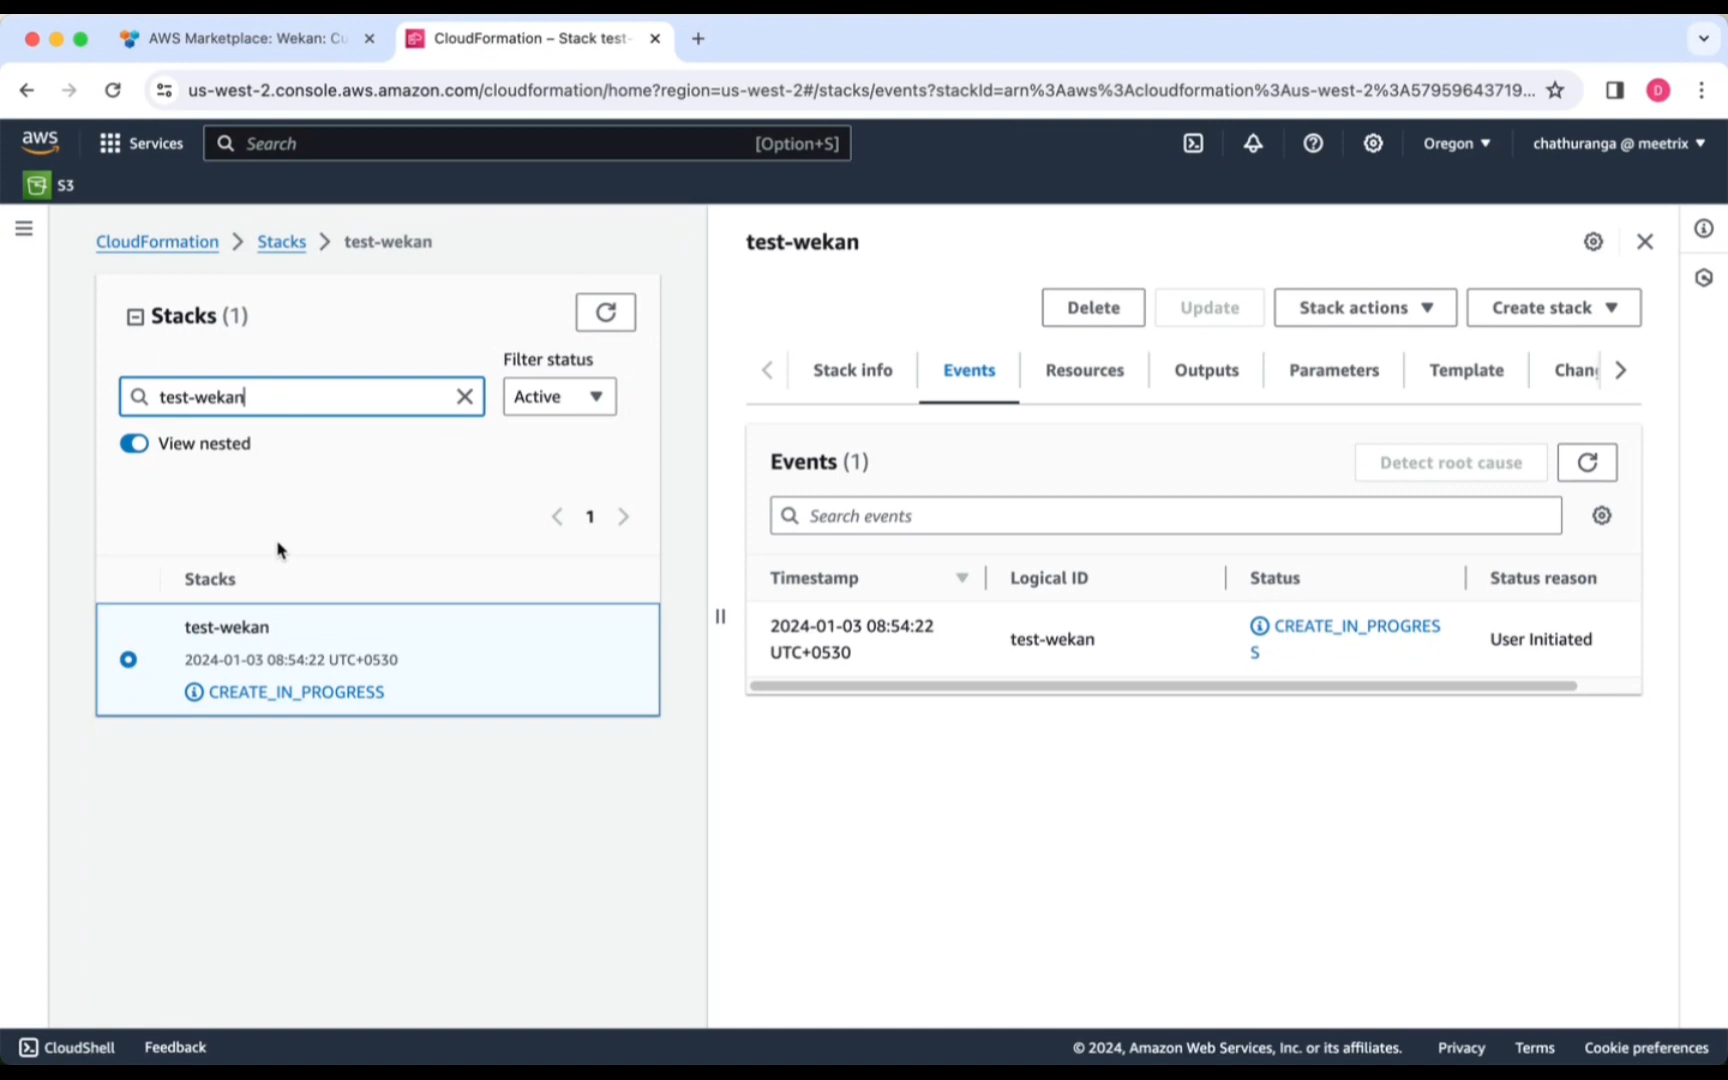 AWS Marketplace: Wekan: Cu
CloudFormation – Stack test-
us-west-2.console.aws.amazon.com/cloudformation/home?region=us-west-2#/stacks/events?stackId=arn%3Aaws%3Acloudformation%3Aus-west-2%3A57959643719...
D
aws
Services
Search
[Option+S]
Oregon
chathuranga @ meetrix
S3
CloudFormation
Stacks
test-wekan
Stacks (1)
Filter status
test-wekan
Active
View nested
1
Stacks
test-wekan
2024-01-03 08:54:22 UTC+0530
CREATE_IN_PROGRESS
test-wekan
Delete
Update
Stack actions
Create stack
Stack info
Events
Resources
Outputs
Parameters
Template
Chang
Events (1)
Detect root cause
Search events
Timestamp
Logical ID
Status
Status reason
2024-01-03 08:54:22
UTC+0530
test-wekan
CREATE_IN_PROGRES
S
User Initiated
CloudShell
Feedback
© 2024, Amazon Web Services, Inc. or its affiliates.
Privacy
Terms
Cookie preferences